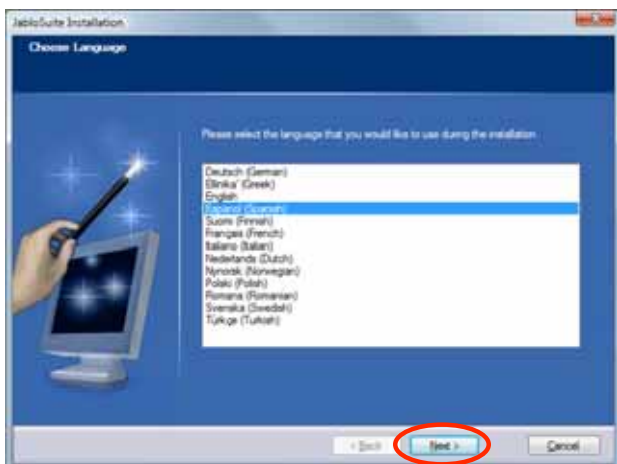 JabloSuite Installation
Choose Language
Please select the language that you would like to use during the installation
Deutsch (German)
Ellinika' (Greek)
English
Español (Spanish)
Suomi (Finnish)
Français (French)
Italiano (Italian)
Nederlands (Dutch)
Nynorsk (Norwegian)
Polski (Polish)
Romana (Romanian)
Svenska (Swedish)
Türkçe (Turkish)
< Back
Next >
Cancel